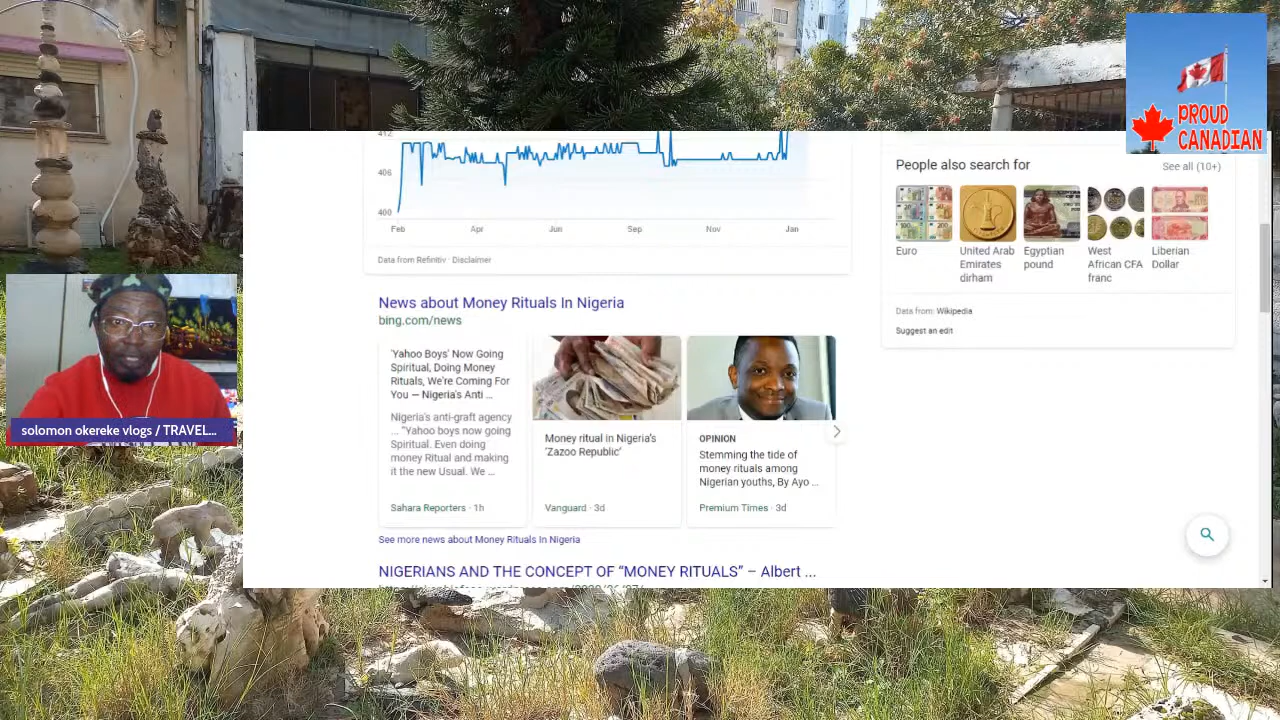 PROUD
CANADIAN
412
406
400
Feb
Apr
Jun
Sep
Nov
Jan
Data from Refinitiv · Disclaimer
People also search for
See all (10+)
Euro
United Arab
Emirates
dirham
Egyptian
pound
West
African CFA
franc
Liberian
Dollar
Data from: Wikipedia
Suggest an edit
News about Money Rituals In Nigeria
bing.com/news
'Yahoo Boys' Now Going
Spiritual, Doing Money
Rituals, We're Coming For
You — Nigeria's Anti ...
Nigeria's anti-graft agency
... "Yahoo boys now going
Spiritual. Even doing
money Ritual and making
it the new Usual. We ...
Sahara Reporters · 1h
Money ritual in Nigeria's
'Zazoo Republic'
Vanguard · 3d
OPINION
Stemming the tide of
money rituals among
Nigerian youths, By Ayo ...
Premium Times · 3d
See more news about Money Rituals In Nigeria
NIGERIANS AND THE CONCEPT OF “MONEY RITUALS” – Albert ...
solomon okereke vlogs / TRAVEL...